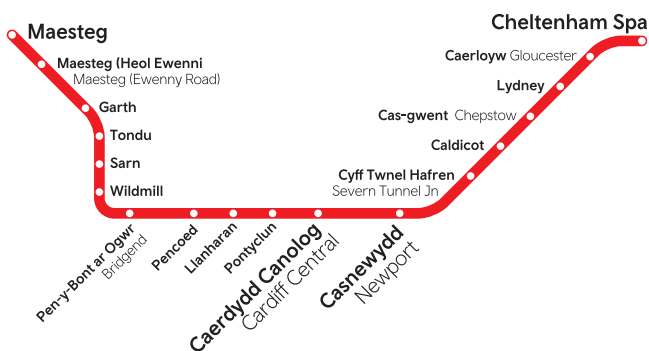 Maesteg
Maesteg (Heol Ewenni
Maesteg (Ewenny Road)
Garth
Tondu
Sarn
Wildmill
Pen-y-Bont ar Ogwr
Bridgend
Pencoed
Llanharan
Pontyclun
Caerdydd Canolog
Cardiff Central
Casnewydd
Newport
Cyff Twnel Hafren
Severn Tunnel Jn
Caldicot
Cas-gwent Chepstow
Lydney
Caerloyw Gloucester
Cheltenham Spa